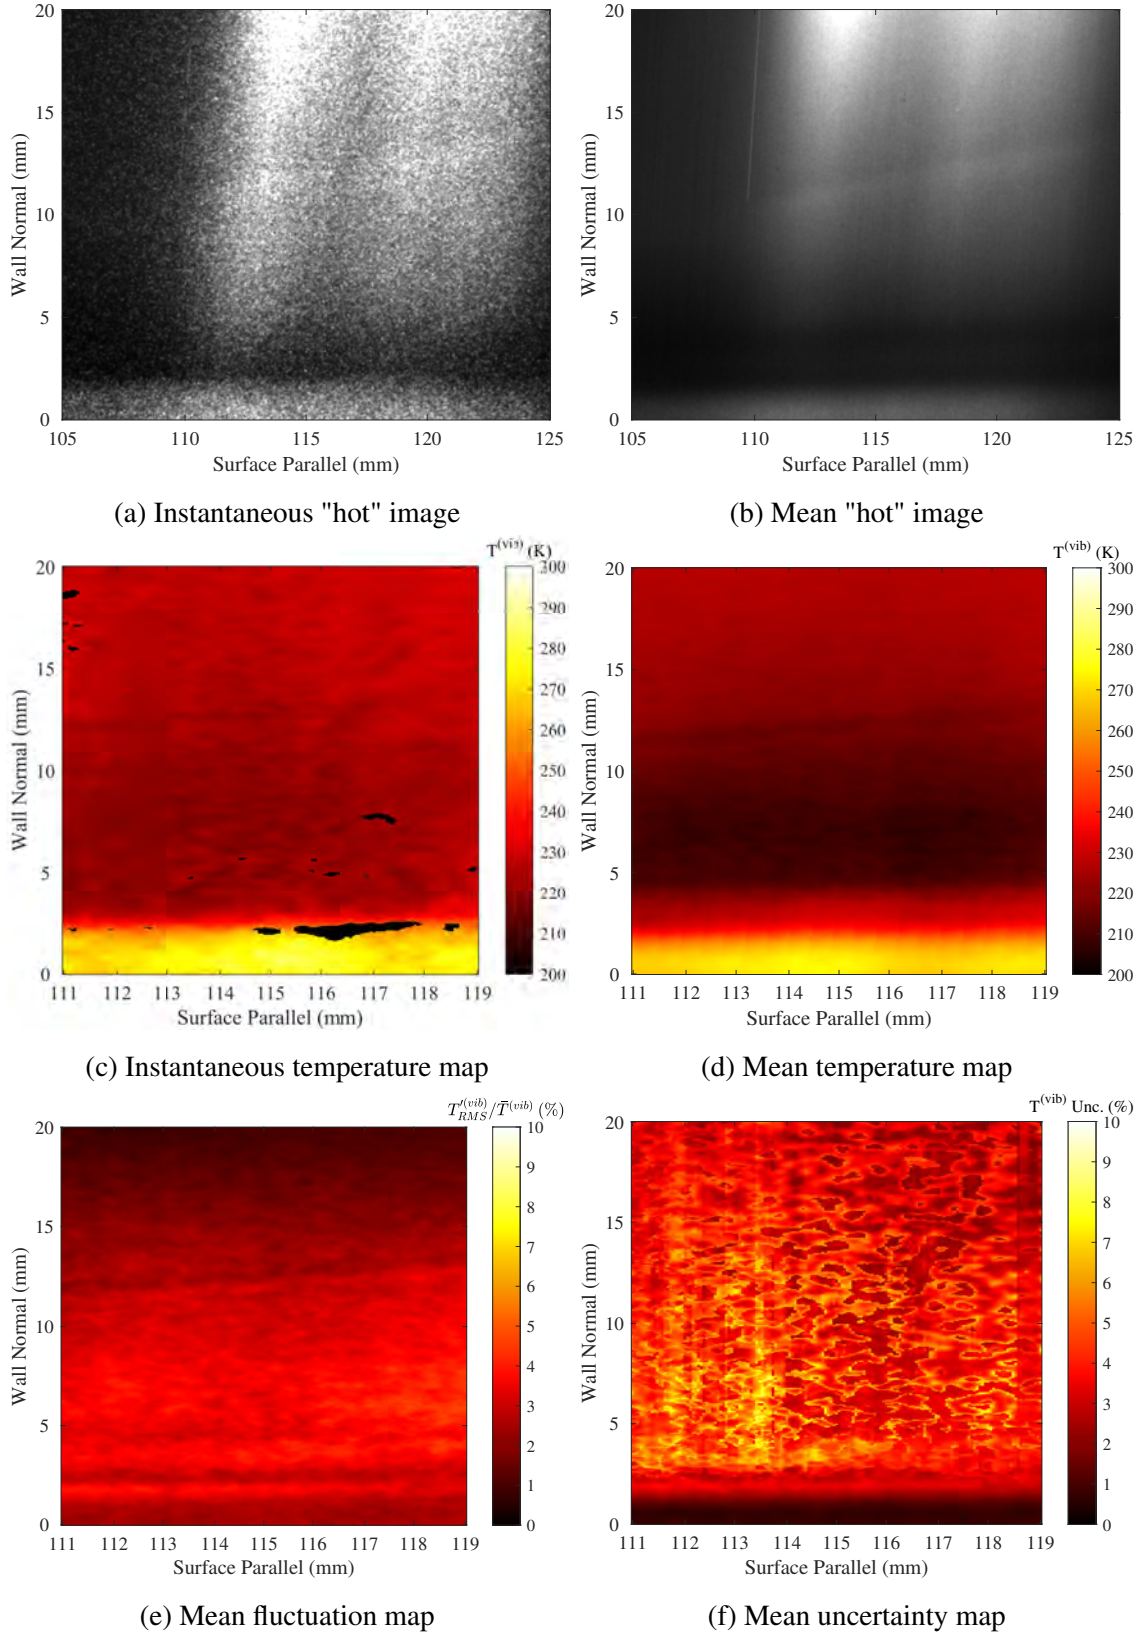 20
15
10
5
0
105 110 115 120 125
Wall Normal (mm)
Surface Parallel (mm)
(a) Instantaneous "hot" image
20
15
10
5
0
105 110 115 120 125
Wall Normal (mm)
Surface Parallel (mm)
(b) Mean "hot" image
T(vib) (K)
20
15
10
5
0
111 112 113 114 115 116 117 118 119
Wall Normal (mm)
Surface Parallel (mm)
300
290
280
270
260
250
240
230
220
210
200
(c) Instantaneous temperature map
T(vib) (K)
20
15
10
5
0
111 112 113 114 115 116 117 118 119
Wall Normal (mm)
Surface Parallel (mm)
300
290
280
270
260
250
240
230
220
210
200
(d) Mean temperature map
T′(vib)RMS/T̄(vib) (%)
20
15
10
5
0
111 112 113 114 115 116 117 118 119
Wall Normal (mm)
Surface Parallel (mm)
10
9
8
7
6
5
4
3
2
1
0
(e) Mean fluctuation map
T(vib) Unc. (%)
20
15
10
5
0
111 112 113 114 115 116 117 118 119
Wall Normal (mm)
Surface Parallel (mm)
10
9
8
7
6
5
4
3
2
1
0
(f) Mean uncertainty map